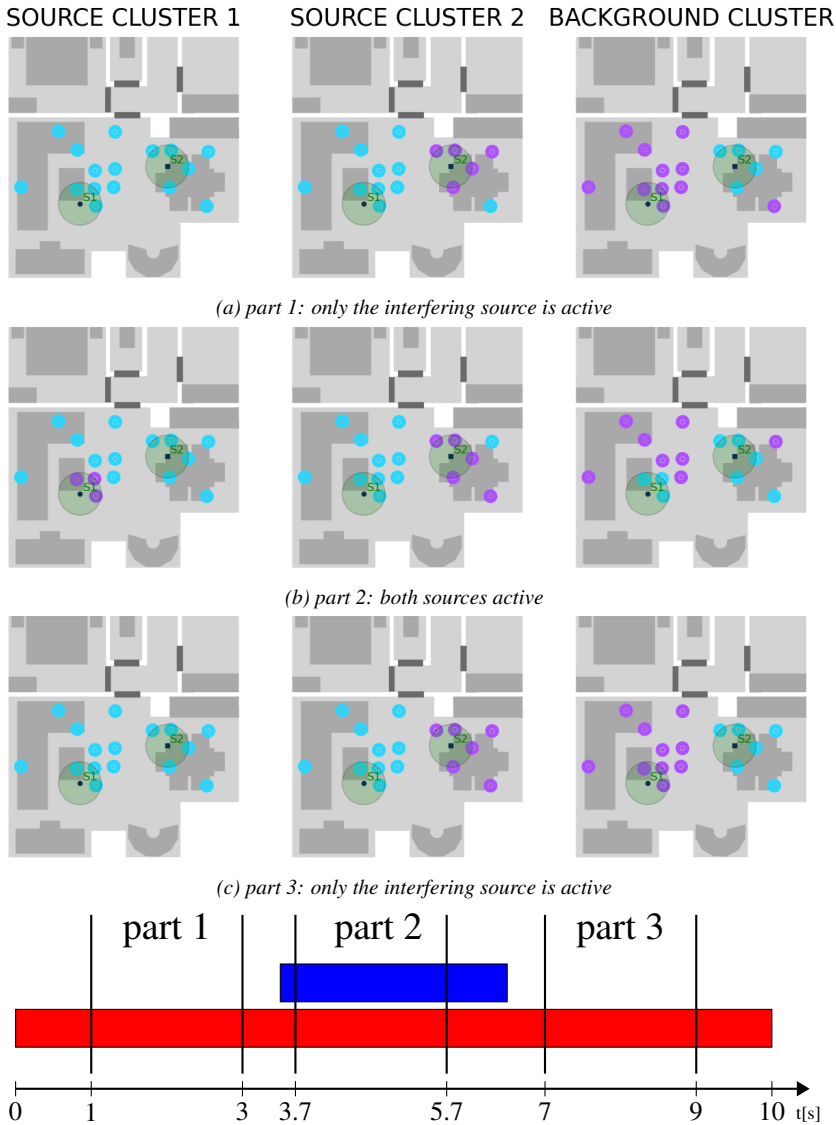 SOURCE CLUSTER 1 SOURCE CLUSTER 2 BACKGROUND CLUSTER
S2 S2 S2
S1 S1 S1
(a) part 1: only the interfering source is active
S2 S2 S2
S1 S1 S1
(b) part 2: both sources active
S2 S2 S2
S1 S1 S1
(c) part 3: only the interfering source is active
part 1 part 2 part 3
0 1 3 3.7 5.7 7 9 10 t[s]